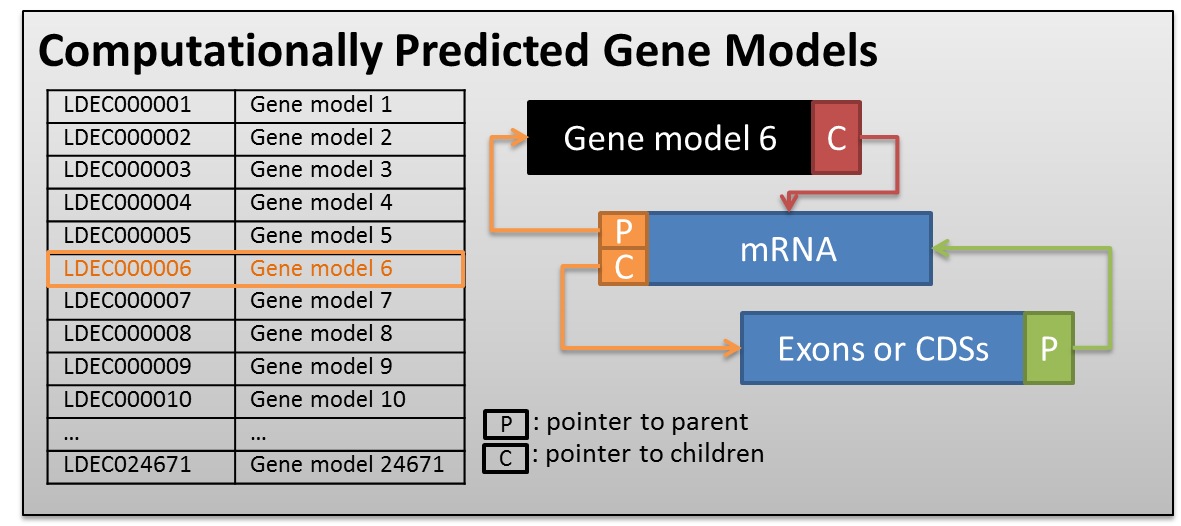 Computationally Predicted Gene Models
LDEC000001 Gene model 1
LDEC000002 Gene model 2
LDEC000003 Gene model 3
LDEC000004 Gene model 4
LDEC000005 Gene model 5
LDEC000006 Gene model 6
LDEC000007 Gene model 7
LDEC000008 Gene model 8
LDEC000009 Gene model 9
LDEC000010 Gene model 10
... ...
LDEC024671 Gene model 24671
Gene model 6 C
P
C
mRNA
Exons or CDSs P
P : pointer to parent
C : pointer to children